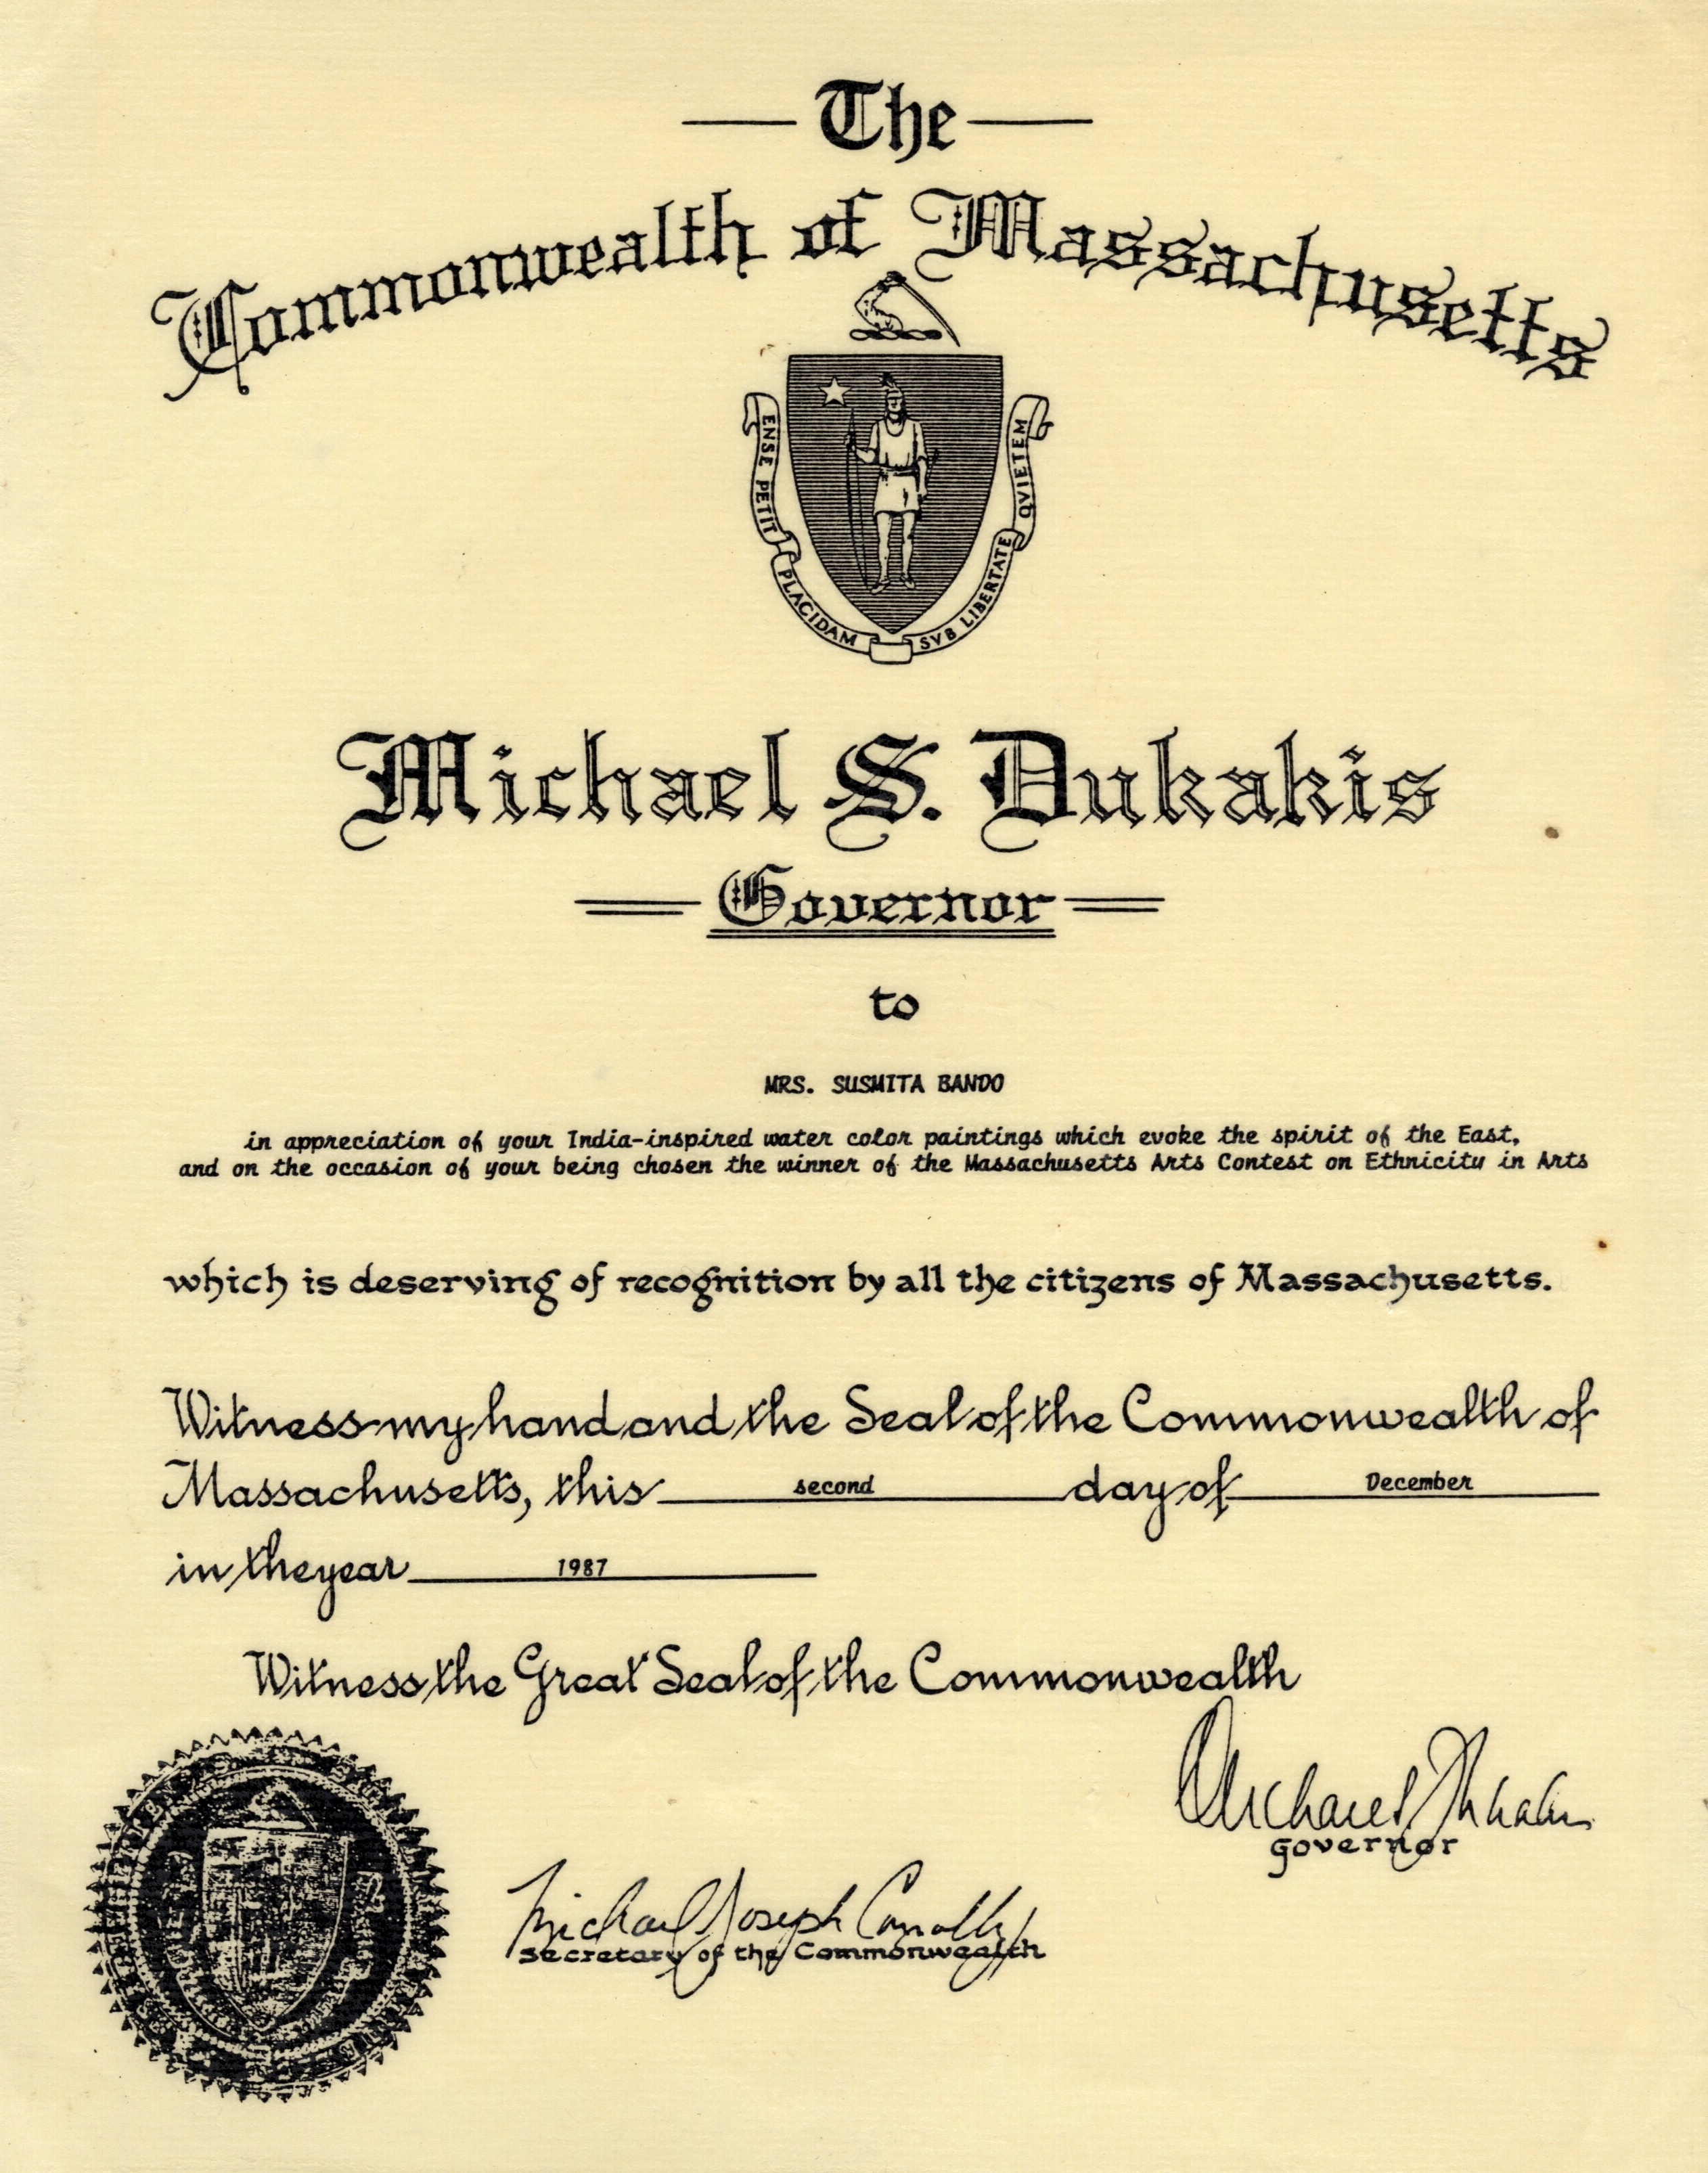 The
Commonwealth of Massachusetts
ENSE PETIT PLACIDAM SVB LIBERTATE QVIETEM
Michael S. Dukakis
Governor
to
MRS. SUSMITA BANDO
in appreciation of your India-inspired water color paintings which evoke the spirit of the East,
and on the occasion of your being chosen the winner of the Massachusetts Arts Contest on Ethnicity in Arts
which is deserving of recognition by all the citizens of Massachusetts.
Witness my hand and the Seal of the Commonwealth of
Massachusetts, this second day of December
in the year 1987
Witness the Great Seal of the Commonwealth
Michael Dukakis
Governor
Michael Joseph Connolly
Secretary of the Commonwealth